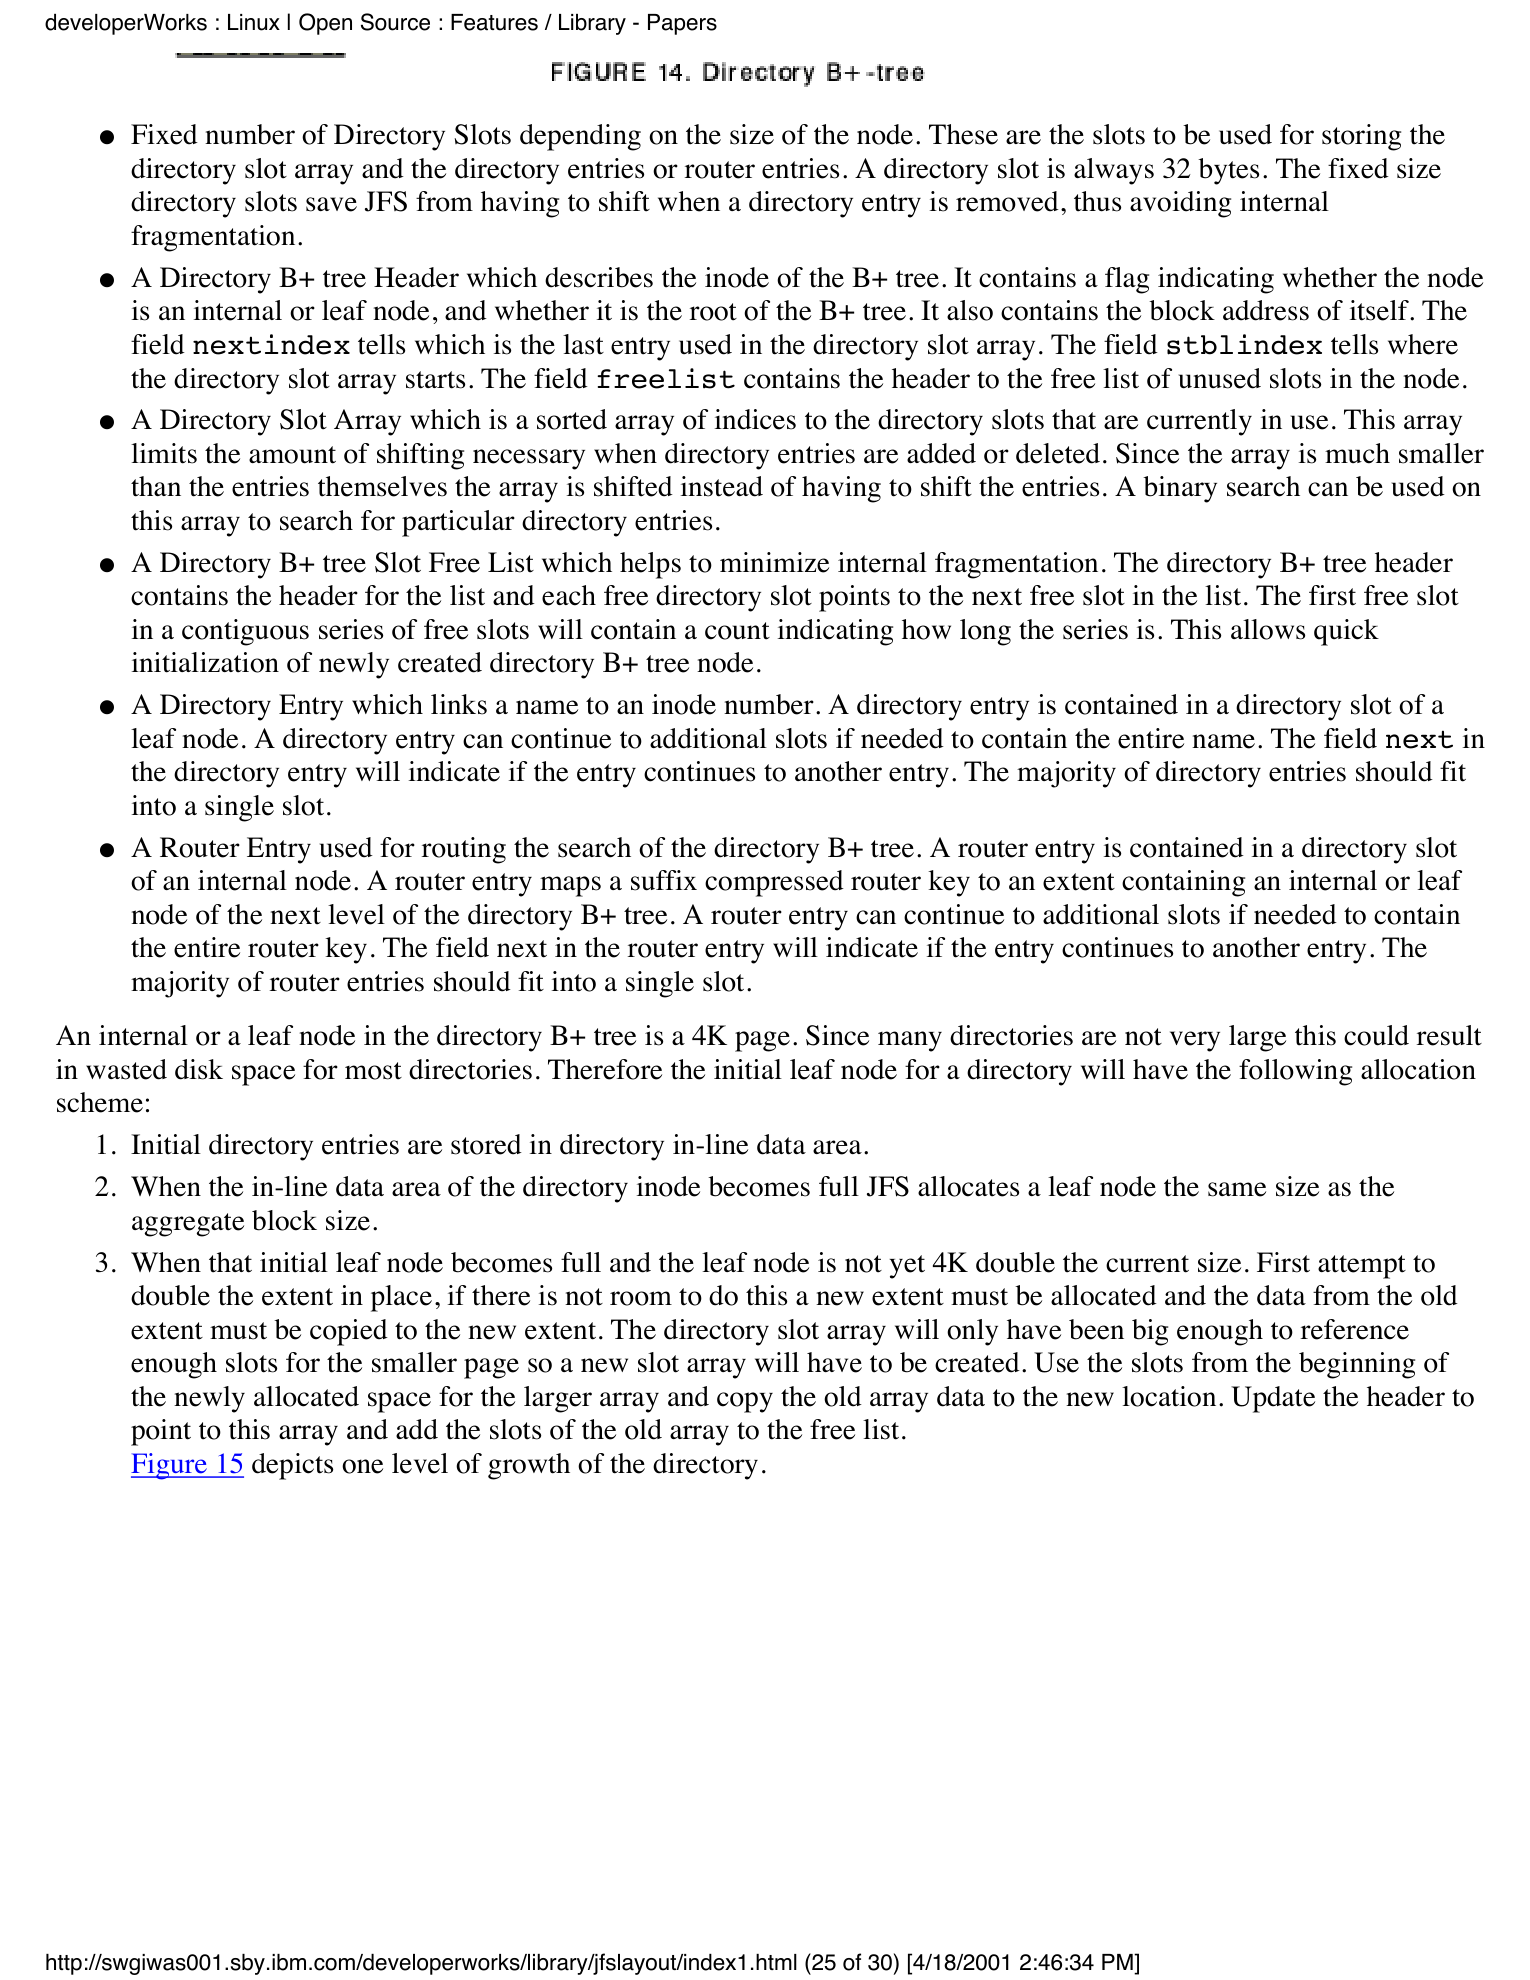 developerWorks : Linux | Open Source : Features / Library - Papers
FIGURE 14. Directory B+ -tree
● Fixed number of Directory Slots depending on the size of the node. These are the slots to be used for storing the
directory slot array and the directory entries or router entries. A directory slot is always 32 bytes. The fixed size
directory slots save JFS from having to shift when a directory entry is removed, thus avoiding internal
fragmentation.
● A Directory B+ tree Header which describes the inode of the B+ tree. It contains a flag indicating whether the node
is an internal or leaf node, and whether it is the root of the B+ tree. It also contains the block address of itself. The
field nextindex tells which is the last entry used in the directory slot array. The field stblindex tells where
the directory slot array starts. The field freelist contains the header to the free list of unused slots in the node.
● A Directory Slot Array which is a sorted array of indices to the directory slots that are currently in use. This array
limits the amount of shifting necessary when directory entries are added or deleted. Since the array is much smaller
than the entries themselves the array is shifted instead of having to shift the entries. A binary search can be used on
this array to search for particular directory entries.
● A Directory B+ tree Slot Free List which helps to minimize internal fragmentation. The directory B+ tree header
contains the header for the list and each free directory slot points to the next free slot in the list. The first free slot
in a contiguous series of free slots will contain a count indicating how long the series is. This allows quick
initialization of newly created directory B+ tree node.
● A Directory Entry which links a name to an inode number. A directory entry is contained in a directory slot of a
leaf node. A directory entry can continue to additional slots if needed to contain the entire name. The field next in
the directory entry will indicate if the entry continues to another entry. The majority of directory entries should fit
into a single slot.
● A Router Entry used for routing the search of the directory B+ tree. A router entry is contained in a directory slot
of an internal node. A router entry maps a suffix compressed router key to an extent containing an internal or leaf
node of the next level of the directory B+ tree. A router entry can continue to additional slots if needed to contain
the entire router key. The field next in the router entry will indicate if the entry continues to another entry. The
majority of router entries should fit into a single slot.
An internal or a leaf node in the directory B+ tree is a 4K page. Since many directories are not very large this could result
in wasted disk space for most directories. Therefore the initial leaf node for a directory will have the following allocation
scheme:
1. Initial directory entries are stored in directory in-line data area.
2. When the in-line data area of the directory inode becomes full JFS allocates a leaf node the same size as the
aggregate block size.
3. When that initial leaf node becomes full and the leaf node is not yet 4K double the current size. First attempt to
double the extent in place, if there is not room to do this a new extent must be allocated and the data from the old
extent must be copied to the new extent. The directory slot array will only have been big enough to reference
enough slots for the smaller page so a new slot array will have to be created. Use the slots from the beginning of
the newly allocated space for the larger array and copy the old array data to the new location. Update the header to
point to this array and add the slots of the old array to the free list.
Figure 15 depicts one level of growth of the directory.
http://swgiwas001.sby.ibm.com/developerworks/library/jfslayout/index1.html (25 of 30) [4/18/2001 2:46:34 PM]